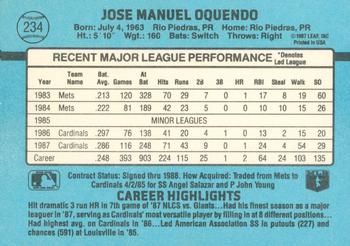 234
JOSE MANUEL OQUENDO
Born: July 4, 1963 Rio Piedras, PR Home: Rio Piedras, PR
Ht.: 5' 10" Wgt.: 160 Bats: Switch Throws: Right
©1987 LEAF, INC.
Printed in USA
RECENT MAJOR LEAGUE PERFORMANCE *Denotes Led League
Year Team Name Bat. Avg. Games At Bat Runs Hits 2d 3d HR RBI Steal Walk SO
1983 Mets .213 120 328 29 70 7 0 1 17 8 19 60
1984 Mets .222 81 189 23 42 5 0 0 10 10 15 26
1985 MINOR LEAGUES
1986 Cardinals .297 76 138 20 41 4 1 0 13 2 15 20
1987 Cardinals .286 116 248 43 71 9 0 1 24 4 54 29
Career .248 393 903 224 25 1 2 64 24 103 135
Contract Status: Signed thru 1988. How Acquired: Traded from Mets to
Cardinals 4/2/85 for SS Angel Salazar and P John Young
CAREER HIGHLIGHTS
Hit dramatic 3 run HR in 7th game of '87 NLCS vs. Giants... Had his finest season as a major
leaguer in '87, serving as Cardinals most versatile player by filling in at 8 different positions...
Had highest batting average on Cardinals in '86... Led American Association SS in putouts
(227) and assists (591) at Louisville in '85.